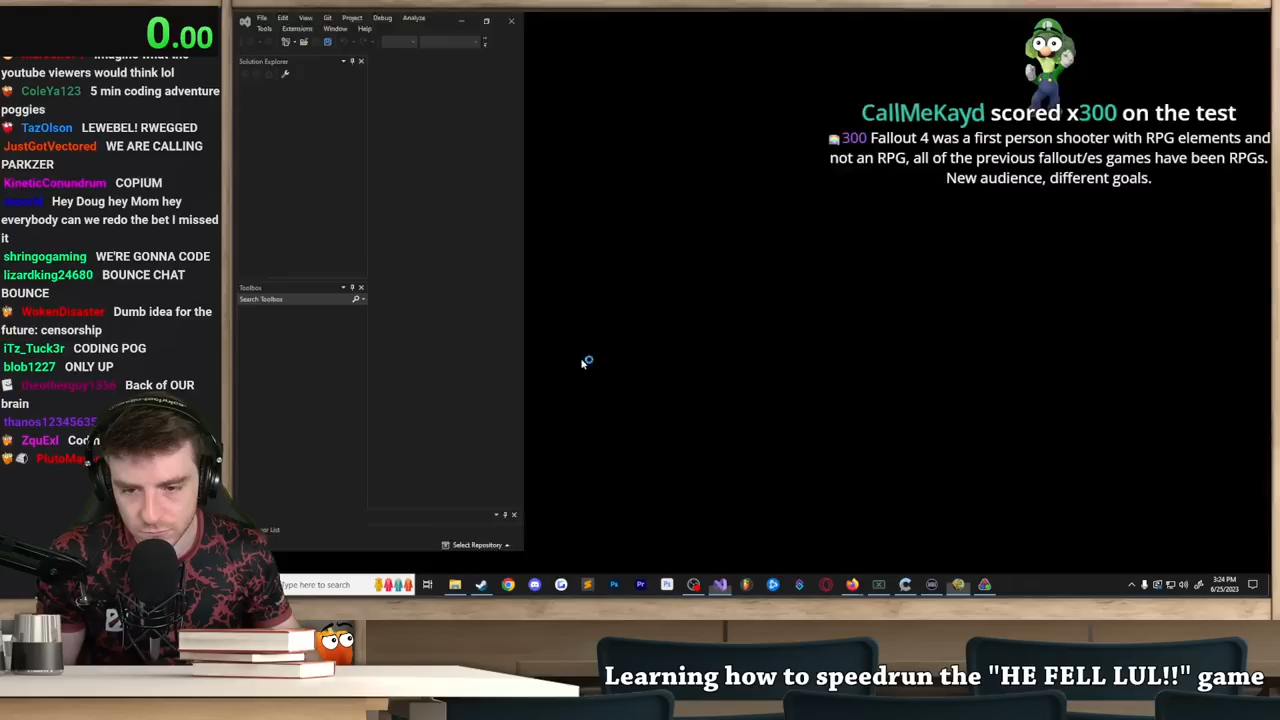 0.00
youtube viewers would think lol
ColeYa123 5 min coding adventure
poggies
TazOlson LEWEBEL! RWEGGED
JustGotVectored WE ARE CALLING
PARKZER
KineticConundrum COPIUM
Hey Doug hey Mom hey
everybody can we redo the bet I missed
it
shringogaming WE'RE GONNA CODE
lizardking24680 BOUNCE CHAT
BOUNCE
WokenDisaster Dumb idea for the
future: censorship
iTz_Tuck3r CODING POG
blob1227 ONLY UP
theotherguy1356 Back of OUR
brain
thanos12345635
ZquExl
File Edit View Git Project Debug Analyze
Tools Extensions Window Help
Solution Explorer
Toolbox
Search Toolbox
Select Repository
CallMeKayd scored x300 on the test
300 Fallout 4 was a first person shooter with RPG elements and
not an RPG, all of the previous fallout/es games have been RPGs.
New audience, different goals.
Type here to search
3:24 PM
6/25/2023
Learning how to speedrun the "HE FELL LUL!!" game